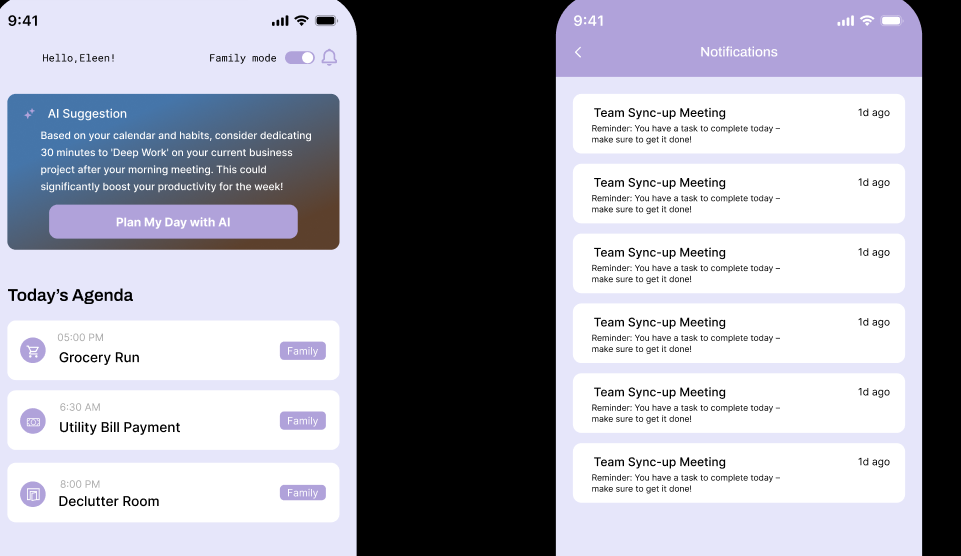 9:41
Hello,Eleen!
Family mode
AI Suggestion
Based on your calendar and habits, consider dedicating
30 minutes to 'Deep Work' on your current business
project after your morning meeting. This could
significantly boost your productivity for the week!
Plan My Day with AI
Today's Agenda
05:00 PM
Grocery Run
Family
6:30 AM
Utility Bill Payment
Family
8:00 PM
Declutter Room
Family
9:41
Notifications
Team Sync-up Meeting
1d ago
Reminder: You have a task to complete today –
make sure to get it done!
Team Sync-up Meeting
1d ago
Reminder: You have a task to complete today –
make sure to get it done!
Team Sync-up Meeting
1d ago
Reminder: You have a task to complete today –
make sure to get it done!
Team Sync-up Meeting
1d ago
Reminder: You have a task to complete today –
make sure to get it done!
Team Sync-up Meeting
1d ago
Reminder: You have a task to complete today –
make sure to get it done!
Team Sync-up Meeting
1d ago
Reminder: You have a task to complete today –
make sure to get it done!